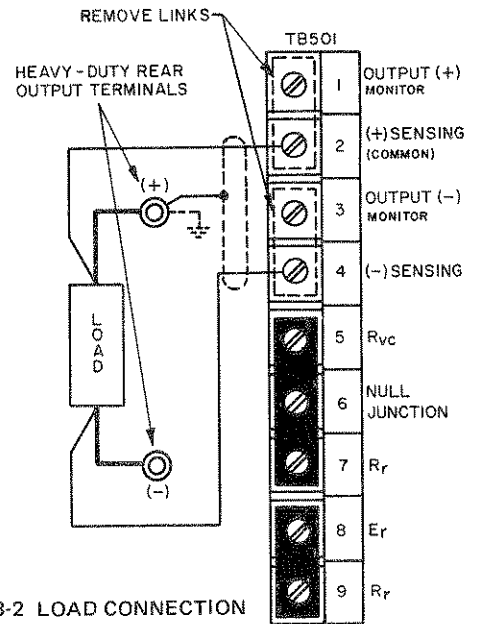 REMOVE LINKS
TB501
HEAVY-DUTY REAR
OUTPUT TERMINALS
1 OUTPUT (+)
MONITOR
2 (+) SENSING
(COMMON)
(+)
3 OUTPUT (-)
MONITOR
4 (-) SENSING
LOAD
5 Rvc
6 NULL
JUNCTION
7 Rr
(-)
8 Er
9 Rr
3-2 LOAD CONNECTION